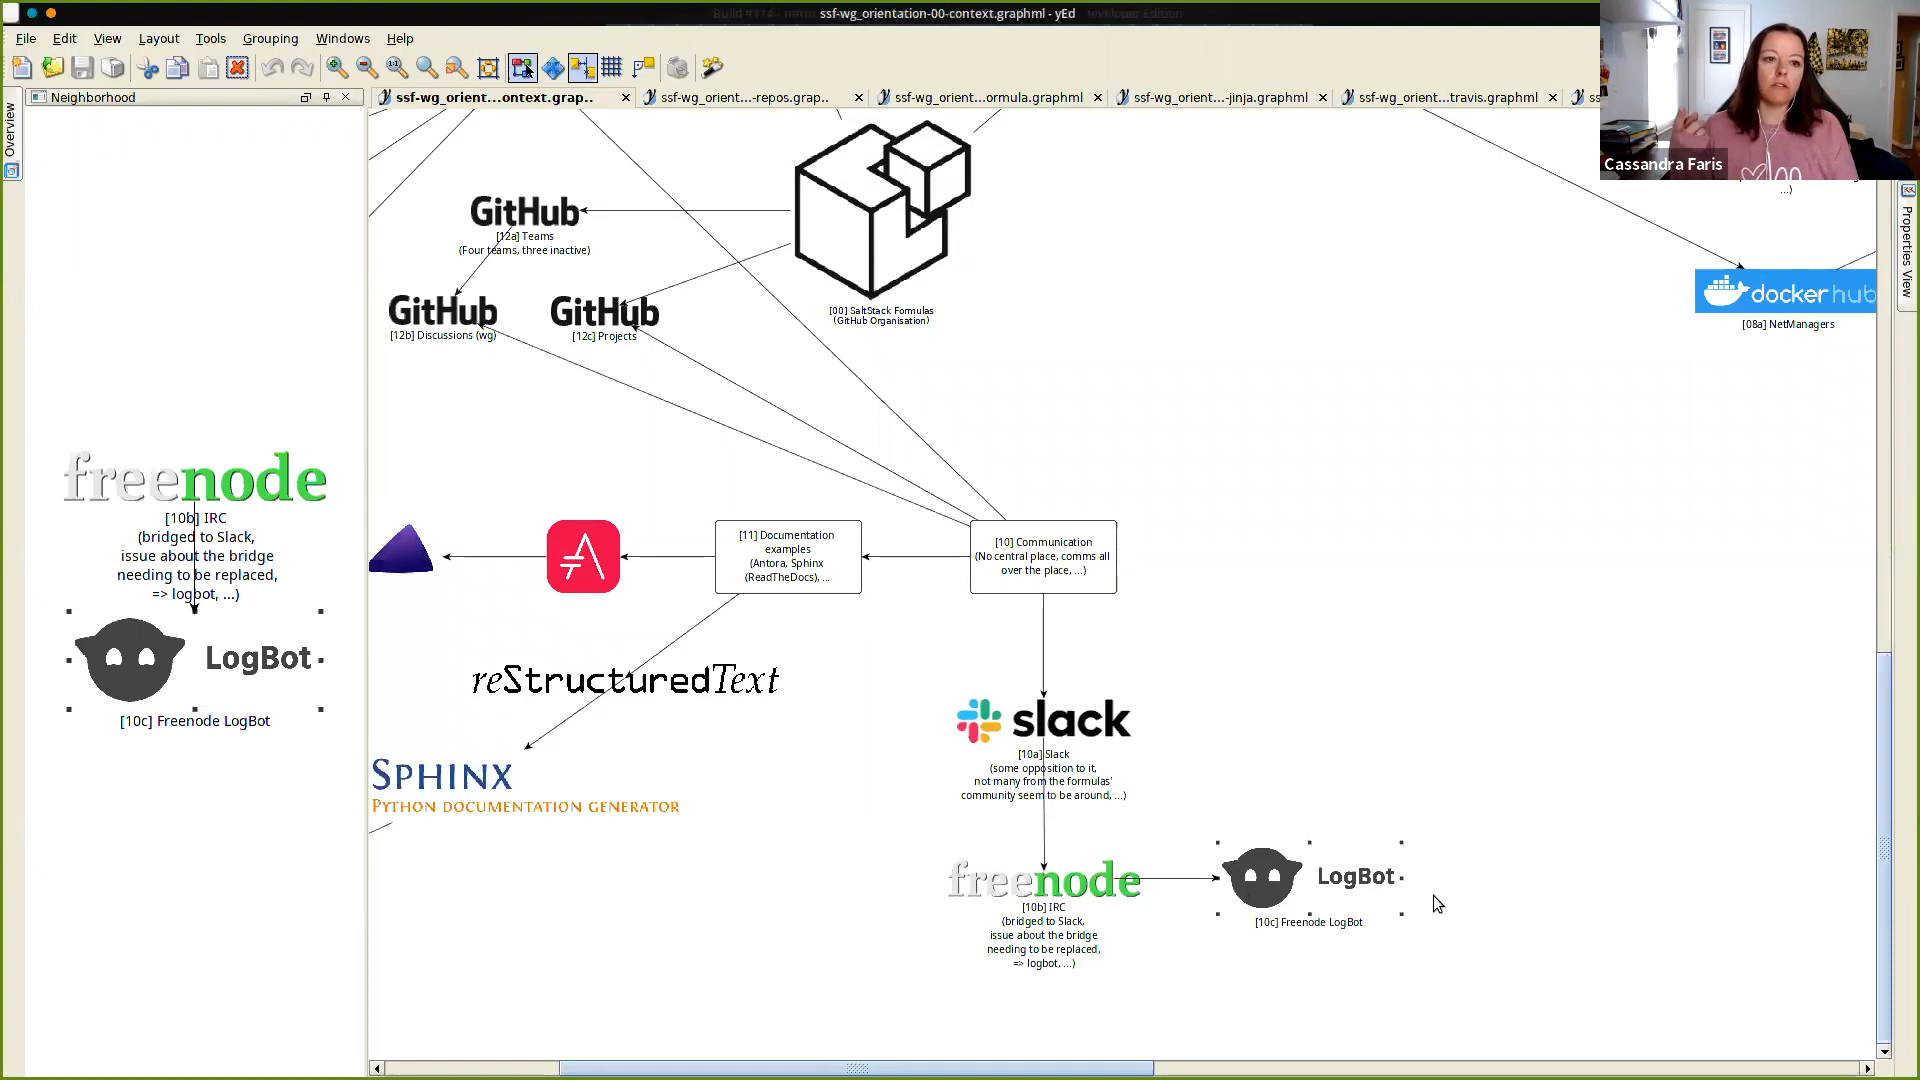 ssf-wg_orientation-00-context.graphml - yEd
File Edit View Layout Tools Grouping Windows Help
Neighborhood
ssf-wg_orient...ontext.grap..
ssf-wg_orient...-repos.grap..
ssf-wg_orient...ormula.graphml
ssf-wg_orient...-jinja.graphml
ssf-wg_orient...travis.graphml
Overview
Properties View
Cassandra Faris
GitHub
[12a] Teams
(Four teams, three inactive)
GitHub
[12b] Discussions (wg)
GitHub
[12c] Projects
[00] SaltStack Formulas
(GitHub Organisation)
...)
docker hub
[08a] NetManagers
freenode
[10b] IRC
(bridged to Slack,
issue about the bridge
needing to be replaced,
=> logbot, ...)
LogBot
[10c] Freenode LogBot
[11] Documentation
examples
(Antora, Sphinx
(ReadTheDocs), ...
[10] Communication
(No central place, comms all
over the place, ...)
reStructuredText
SPHINX
PYTHON DOCUMENTATION GENERATOR
slack
[10a] Slack
(some opposition to it,
not many from the formulas'
community seem to be around, ...)
freenode
[10b] IRC
(bridged to Slack,
issue about the bridge
needing to be replaced,
=> logbot, ...)
LogBot
[10c] Freenode LogBot